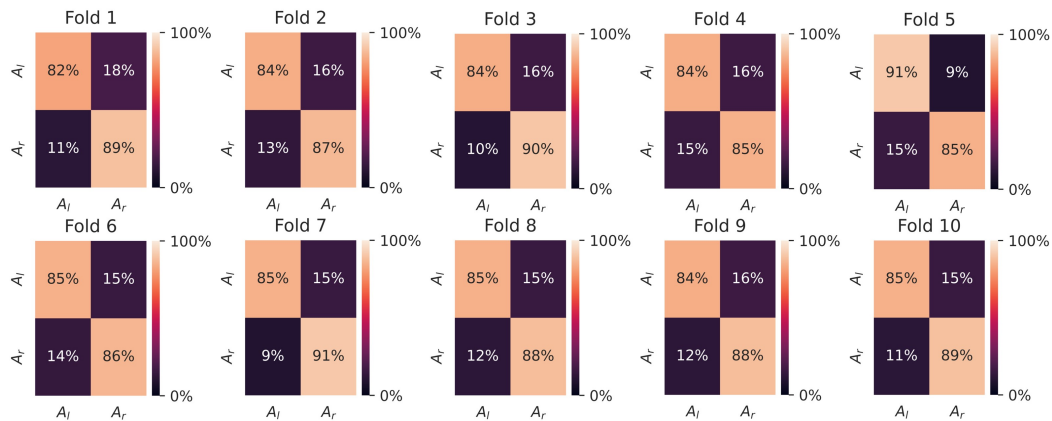 Fold 1 Fold 2 Fold 3 Fold 4 Fold 5
100% 100% 100% 100% 100%
A_l 82% 18% A_l 84% 16% A_l 84% 16% A_l 84% 16% A_l 91% 9%
A_r 11% 89% A_r 13% 87% A_r 10% 90% A_r 15% 85% A_r 15% 85%
0% 0% 0% 0% 0%
A_l A_r A_l A_r A_l A_r A_l A_r A_l A_r
Fold 6 Fold 7 Fold 8 Fold 9 Fold 10
100% 100% 100% 100% 100%
A_l 85% 15% A_l 85% 15% A_l 85% 15% A_l 84% 16% A_l 85% 15%
A_r 14% 86% A_r 9% 91% A_r 12% 88% A_r 12% 88% A_r 11% 89%
0% 0% 0% 0% 0%
A_l A_r A_l A_r A_l A_r A_l A_r A_l A_r